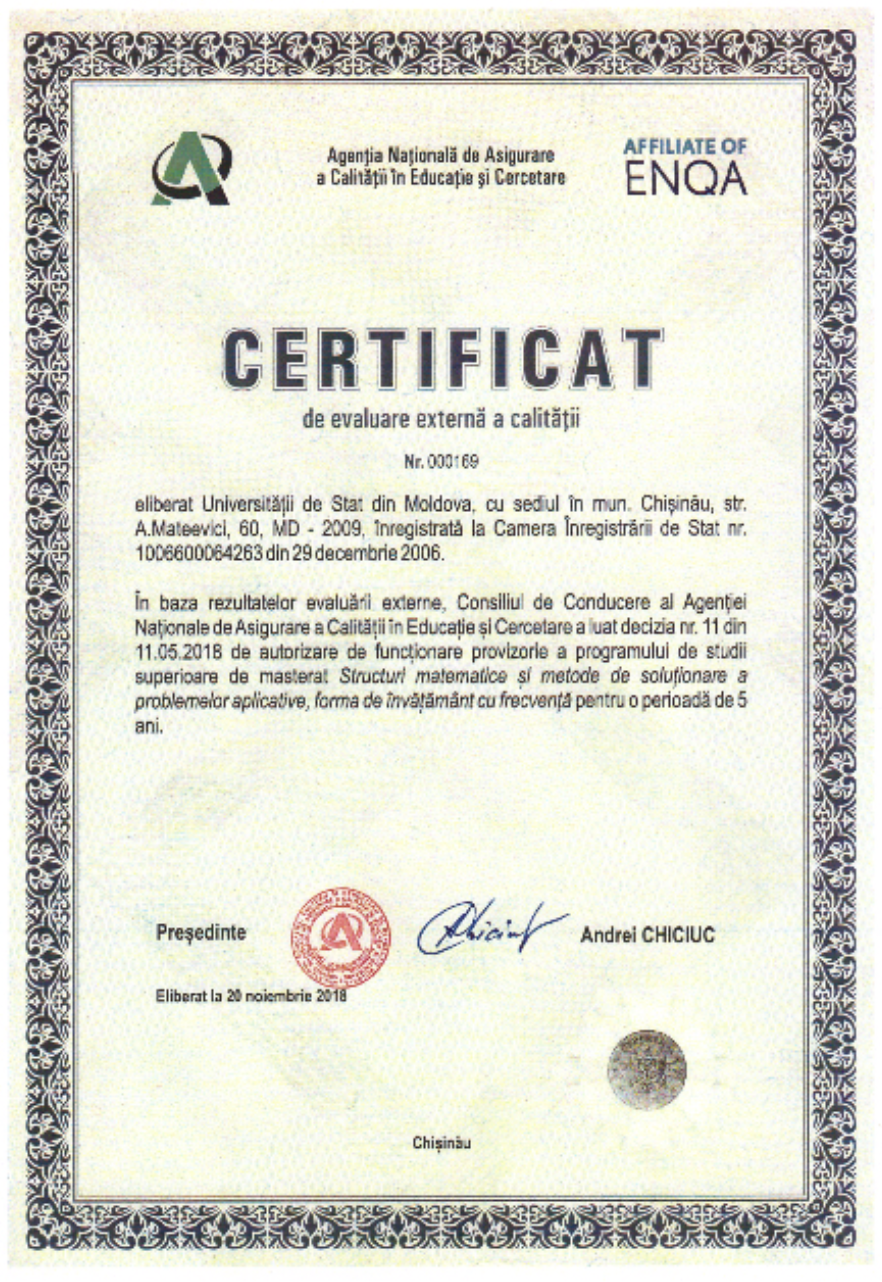 Agenția Națională de Asigurare
a Calității în Educație și Cercetare
AFFILIATE OF
ENQA
CERTIFICAT
de evaluare externă a calității
Nr. 000169
eliberat Universității de Stat din Moldova, cu sediul în mun. Chișinău, str.
A.Mateevici, 60, MD - 2009, înregistrată la Camera Înregistrării de Stat nr.
1006600064263 din 29 decembrie 2006.
În baza rezultatelor evaluării externe, Consiliul de Conducere al Agenției
Naționale de Asigurare a Calității în Educație și Cercetare a luat decizia nr. 11 din
11.05.2018 de autorizare de funcționare provizorie a programului de studii
superioare de masterat Structuri matematice și metode de soluționare a
problemelor aplicative, forma de învățământ cu frecvență pentru o perioadă de 5
ani.
Președinte
Andrei CHICIUC
Eliberat la 20 noiembrie 2018
Chișinău